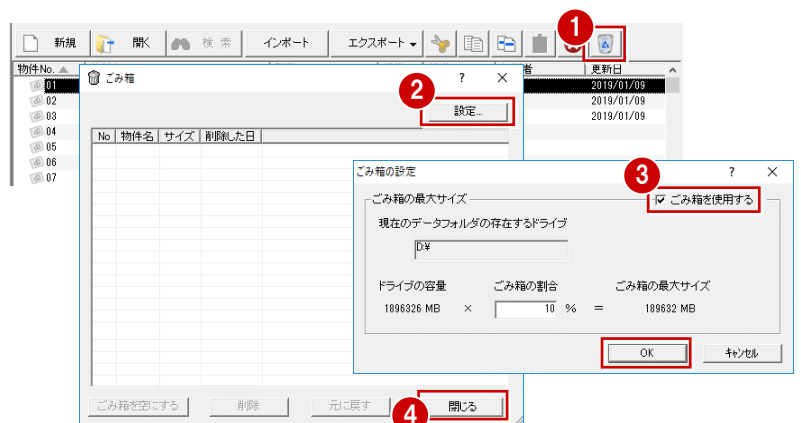 1
新規 開く 検索 インポート エクスポート
物件No. 更新日
01 2019/01/09
02 2019/01/09
03 2019/01/09
04
05
06
07
ごみ箱 ? ×
2
設定...
No 物件名 サイズ 削除した日
ごみ箱の設定 ? ×
3
ごみ箱の最大サイズ ごみ箱を使用する
現在のデータフォルダの存在するドライブ
D:¥
ドライブの容量 ごみ箱の割合 ごみ箱の最大サイズ
1896326 MB × 10 % = 189632 MB
OK キャンセル
ごみ箱を空にする 削除 元に戻す 閉じる
4